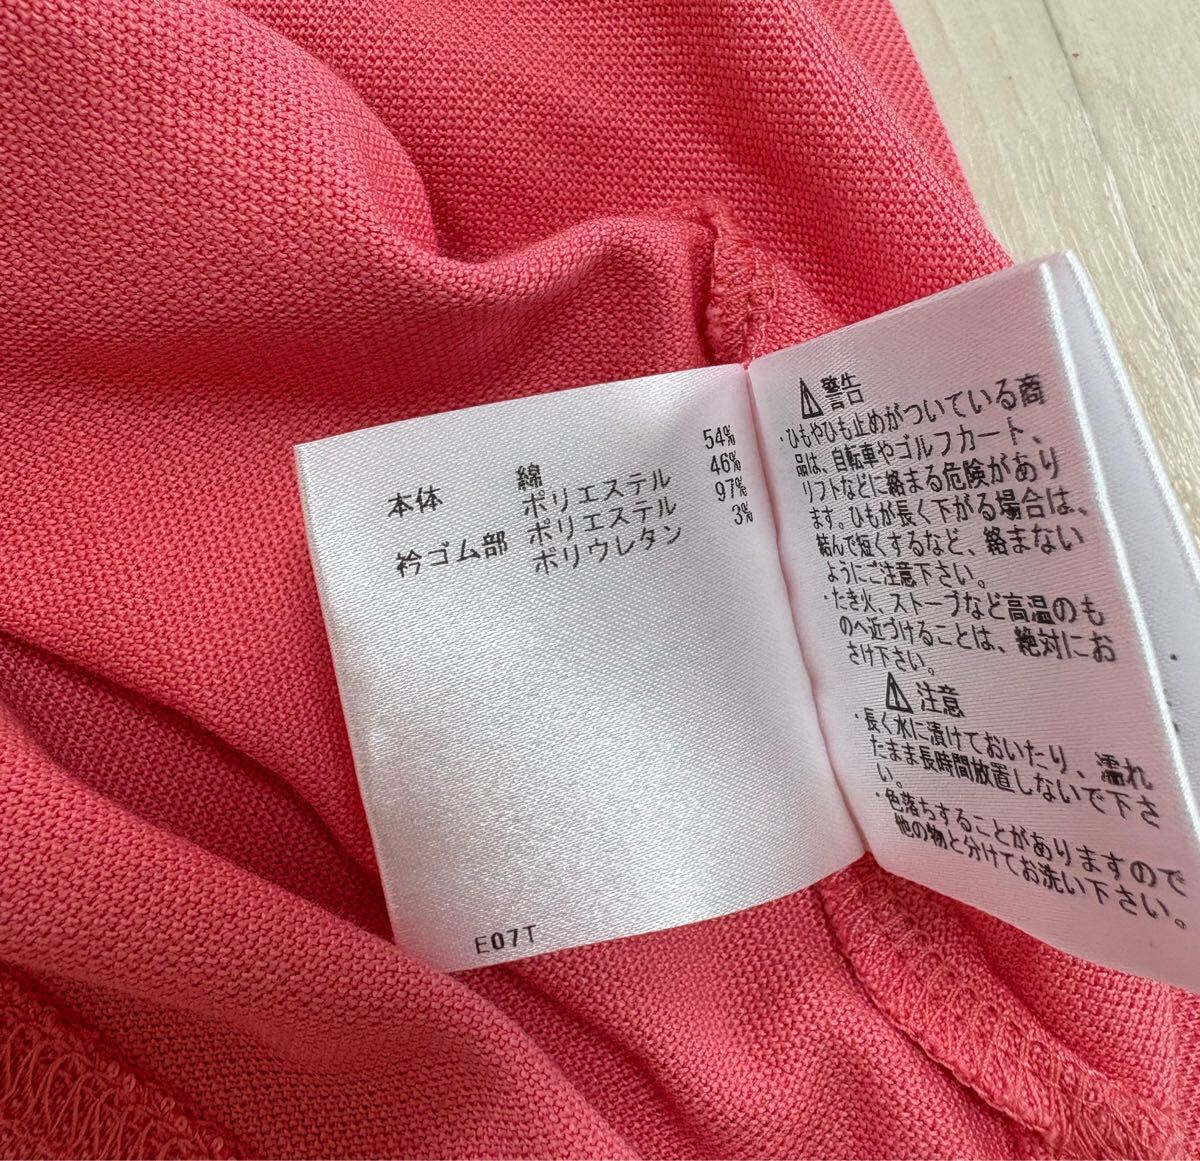 本体 綿 54%
ポリエステル 46%
衿ゴム部 ポリエステル 97%
ポリウレタン 3%
E07T
警告
・ひもやひも止めがついている商
品は、自転車やゴルフカート、
リフトなどに絡まる危険があり
ます。ひもが長く下がる場合は、
結んで短くするなど、絡まない
ようにご注意下さい。
・たき火、ストーブなど高温のも
のへ近づけることは、絶対にお
さけ下さい。
注意
・長く水に漬けておいたり、濡れ
たまま長時間放置しないで下さ
い。
・色落ちすることがありますので
他の物と分けてお洗い下さい。